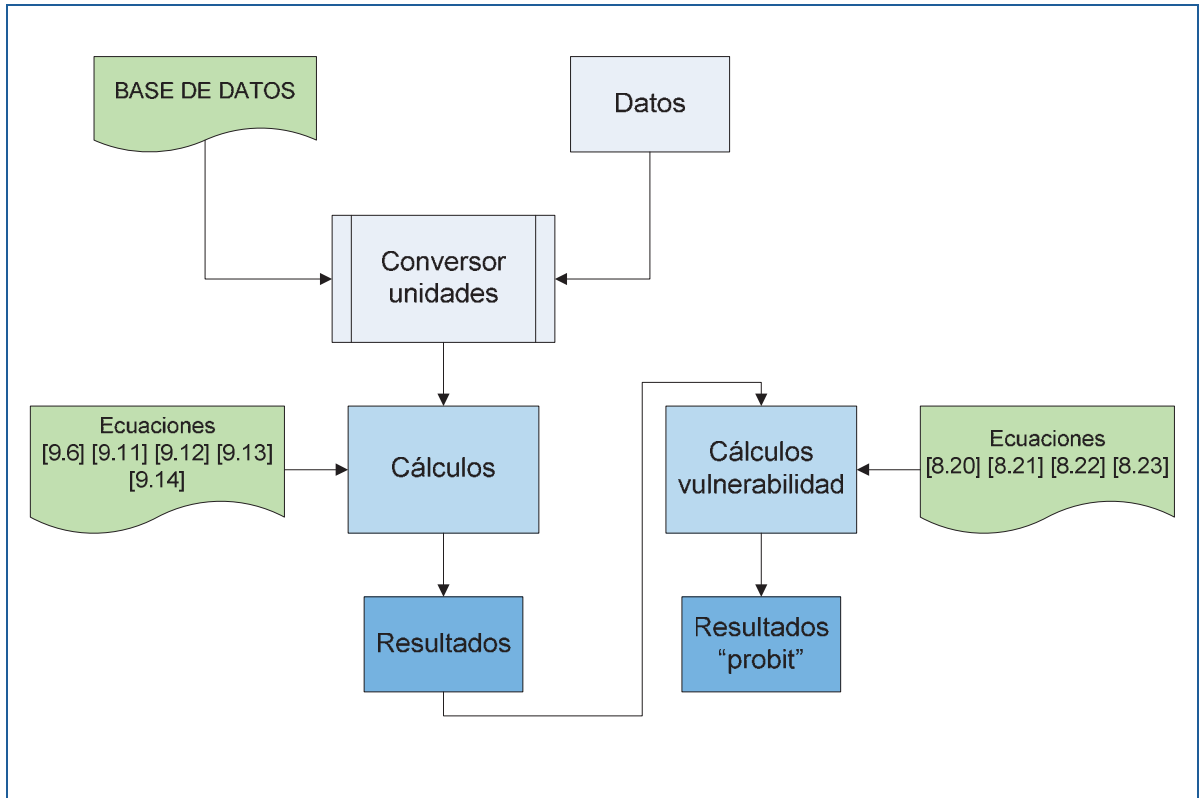 BASE DE DATOS
Datos
Conversor
unidades
Ecuaciones
[9.6] [9.11] [9.12] [9.13]
[9.14]
Cálculos
Cálculos
vulnerabilidad
Ecuaciones
[8.20] [8.21] [8.22] [8.23]
Resultados
Resultados
“probit”